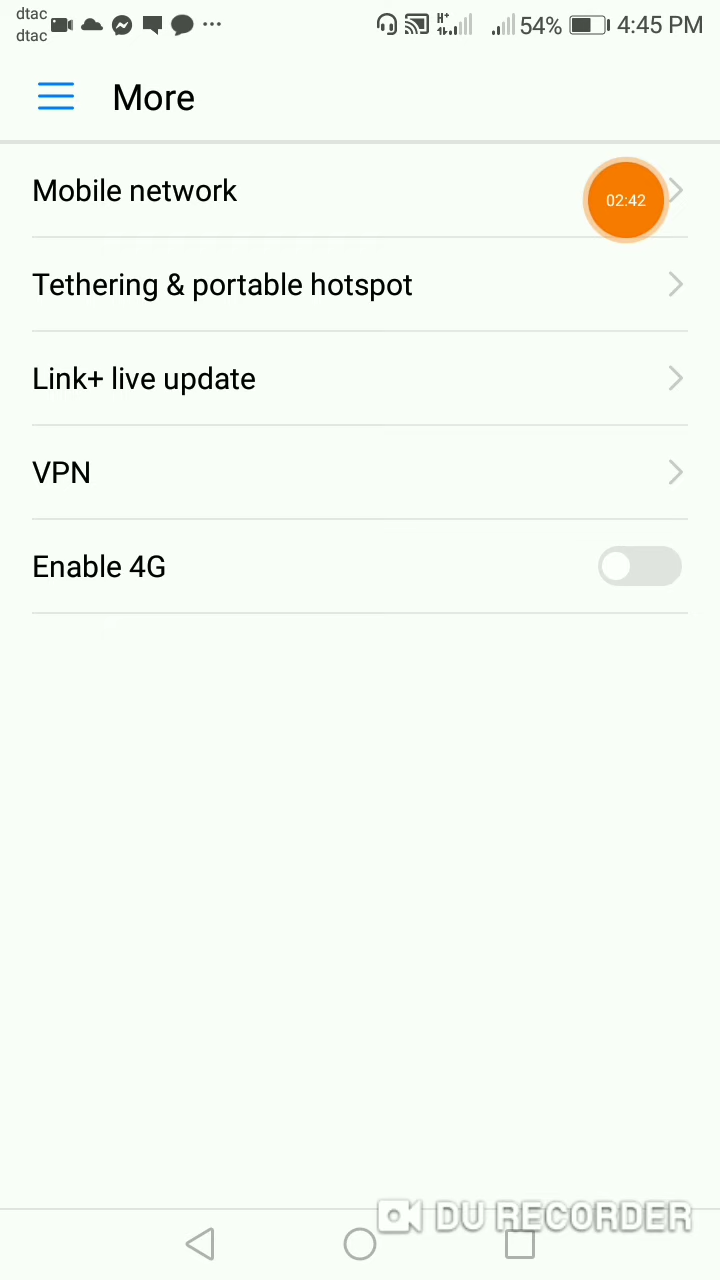 dtac
dtac
H+ 54% 4:45 PM
More
Mobile network
02:42
Tethering & portable hotspot
Link+ live update
VPN
Enable 4G
DU RECORDER